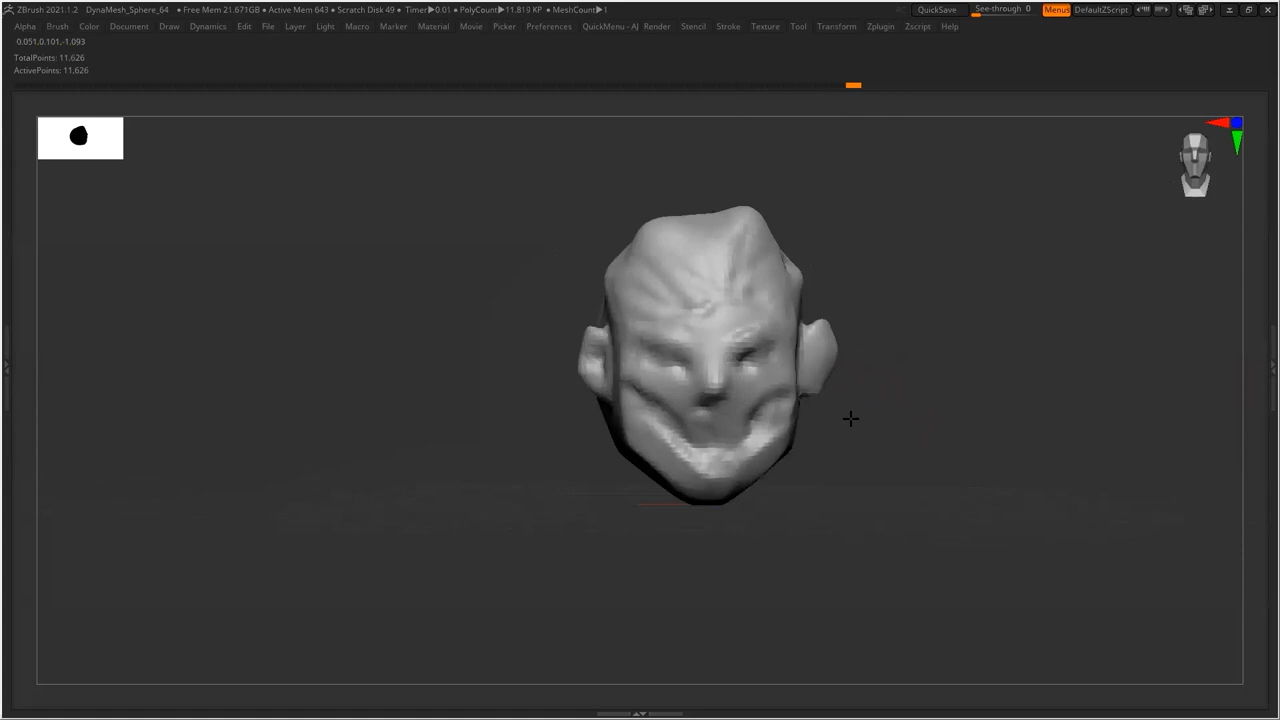 ZBrush 2021.1.2 DynaMesh_Sphere_64 • Free Mem 21.671GB • Active Mem 643 • Scratch Disk 49 • Timer▶0.01 • PolyCount▶11.819 KP • MeshCount▶1 AC QuickSave See-through 0 Menus DefaultZScript
Alpha Brush Color Document Draw Dynamics Edit File Layer Light Macro Marker Material Movie Picker Preferences QuickMenu - AJ Render Stencil Stroke Texture Tool Transform Zplugin Zscript Help
0.051,0.101,-1.093
TotalPoints: 11,626
ActivePoints: 11,626